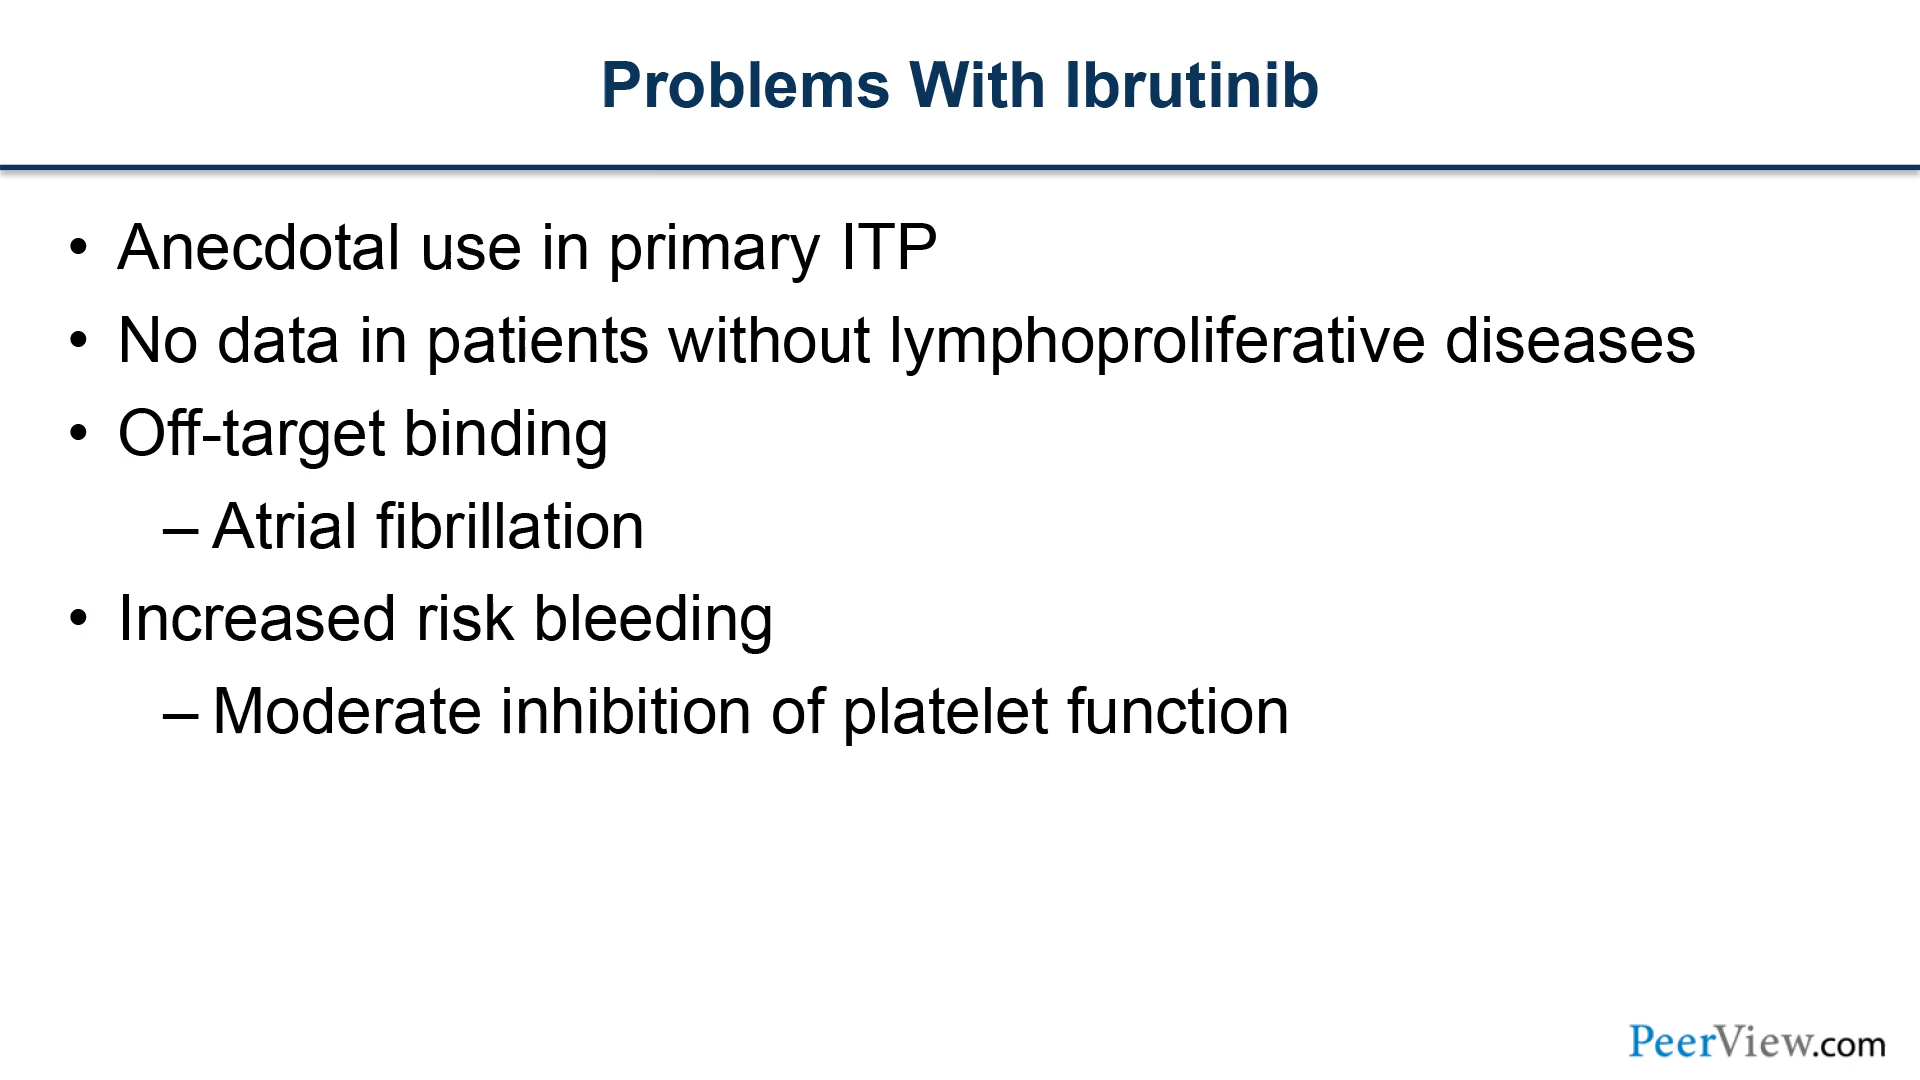 Problems With Ibrutinib
• Anecdotal use in primary ITP
• No data in patients without lymphoproliferative diseases
• Off-target binding
– Atrial fibrillation
• Increased risk bleeding
– Moderate inhibition of platelet function
PeerView.com